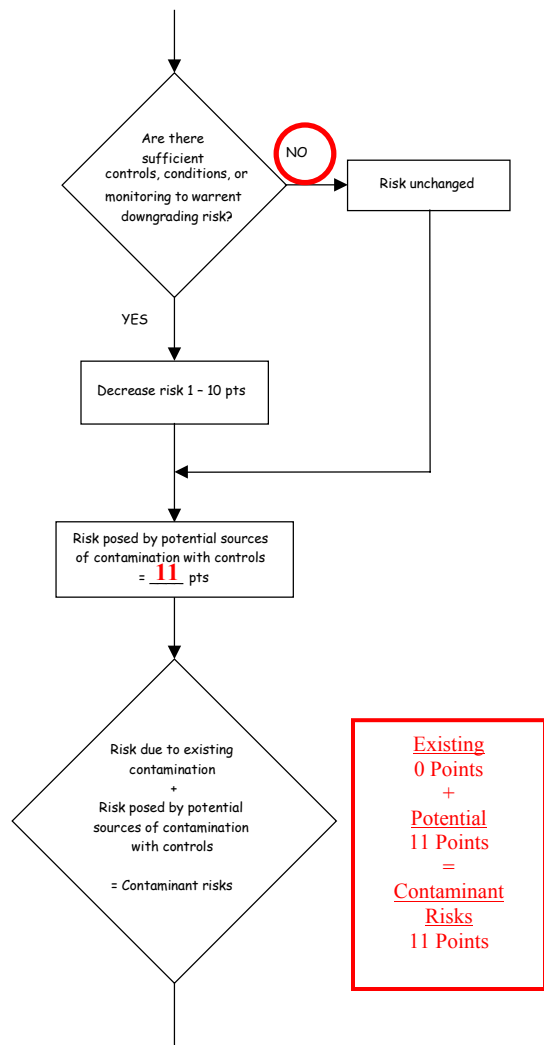 Are there
sufficient
controls, conditions, or
monitoring to warrent
downgrading risk?
NO
Risk unchanged
YES
Decrease risk 1 – 10 pts
Risk posed by potential sources
of contamination with controls
= 11 pts
Risk due to existing
contamination
+
Risk posed by potential
sources of contamination
with controls
= Contaminant risks
Existing
0 Points
+
Potential
11 Points
=
Contaminant
Risks
11 Points